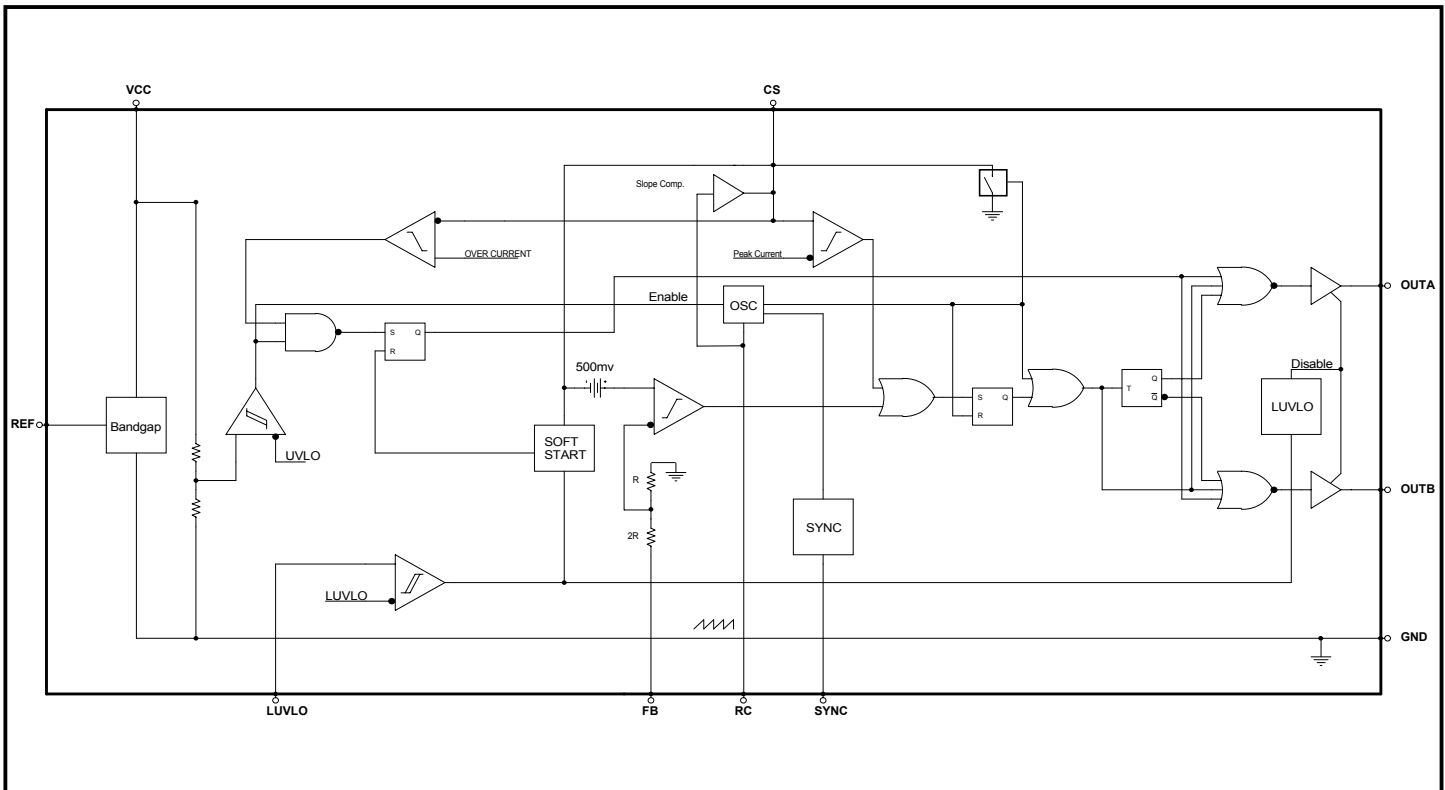 VCC
CS
Slope Comp.
OVER CURRENT
Peak Current
Enable
OSC
OUTA
S
Q
R
500mv
Disable
S
Q
R
T
Q
Q
LUVLO
REF
Bandgap
UVLO
SOFT
START
R
2R
SYNC
OUTB
LUVLO
GND
LUVLO
FB
RC
SYNC